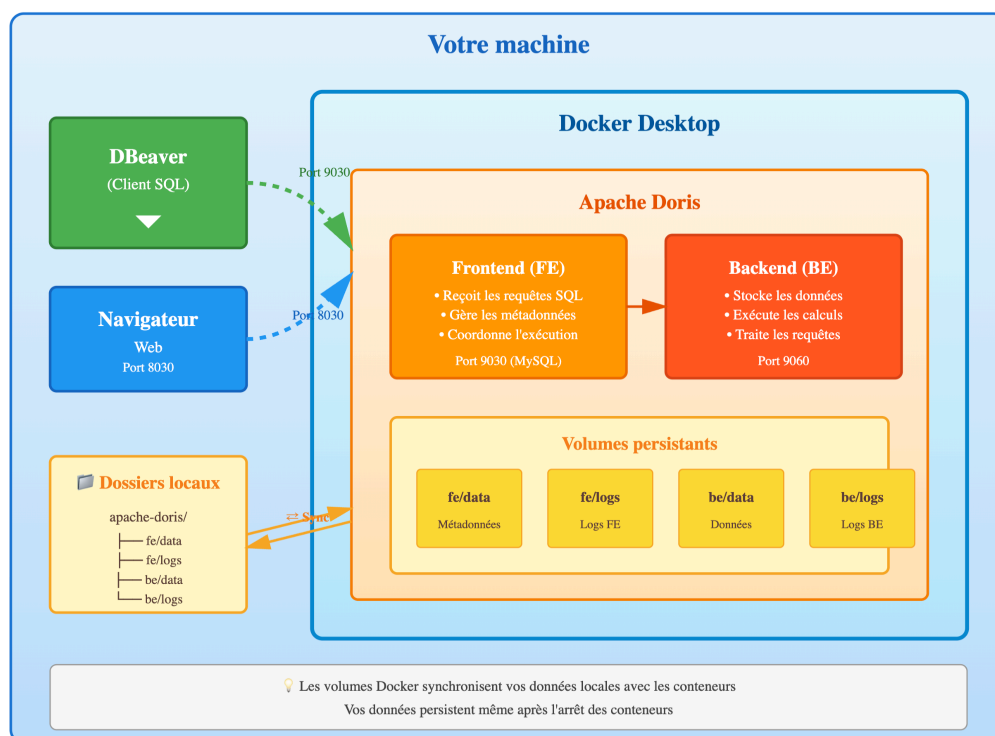 Votre machine
Docker Desktop
DBeaver
(Client SQL)
Port 9030
Navigateur
Web
Port 8030
Port 8030
Apache Doris
Frontend (FE)
• Reçoit les requêtes SQL
• Gère les métadonnées
• Coordonne l'exécution
Port 9030 (MySQL)
Backend (BE)
• Stocke les données
• Exécute les calculs
• Traite les requêtes
Port 9060
📁 Dossiers locaux
apache-doris/
├── fe/data
├── fe/logs
├── be/data
└── be/logs
⇄ Sync
Volumes persistants
fe/data
Métadonnées
fe/logs
Logs FE
be/data
Données
be/logs
Logs BE
💡 Les volumes Docker synchronisent vos données locales avec les conteneurs
Vos données persistent même après l'arrêt des conteneurs